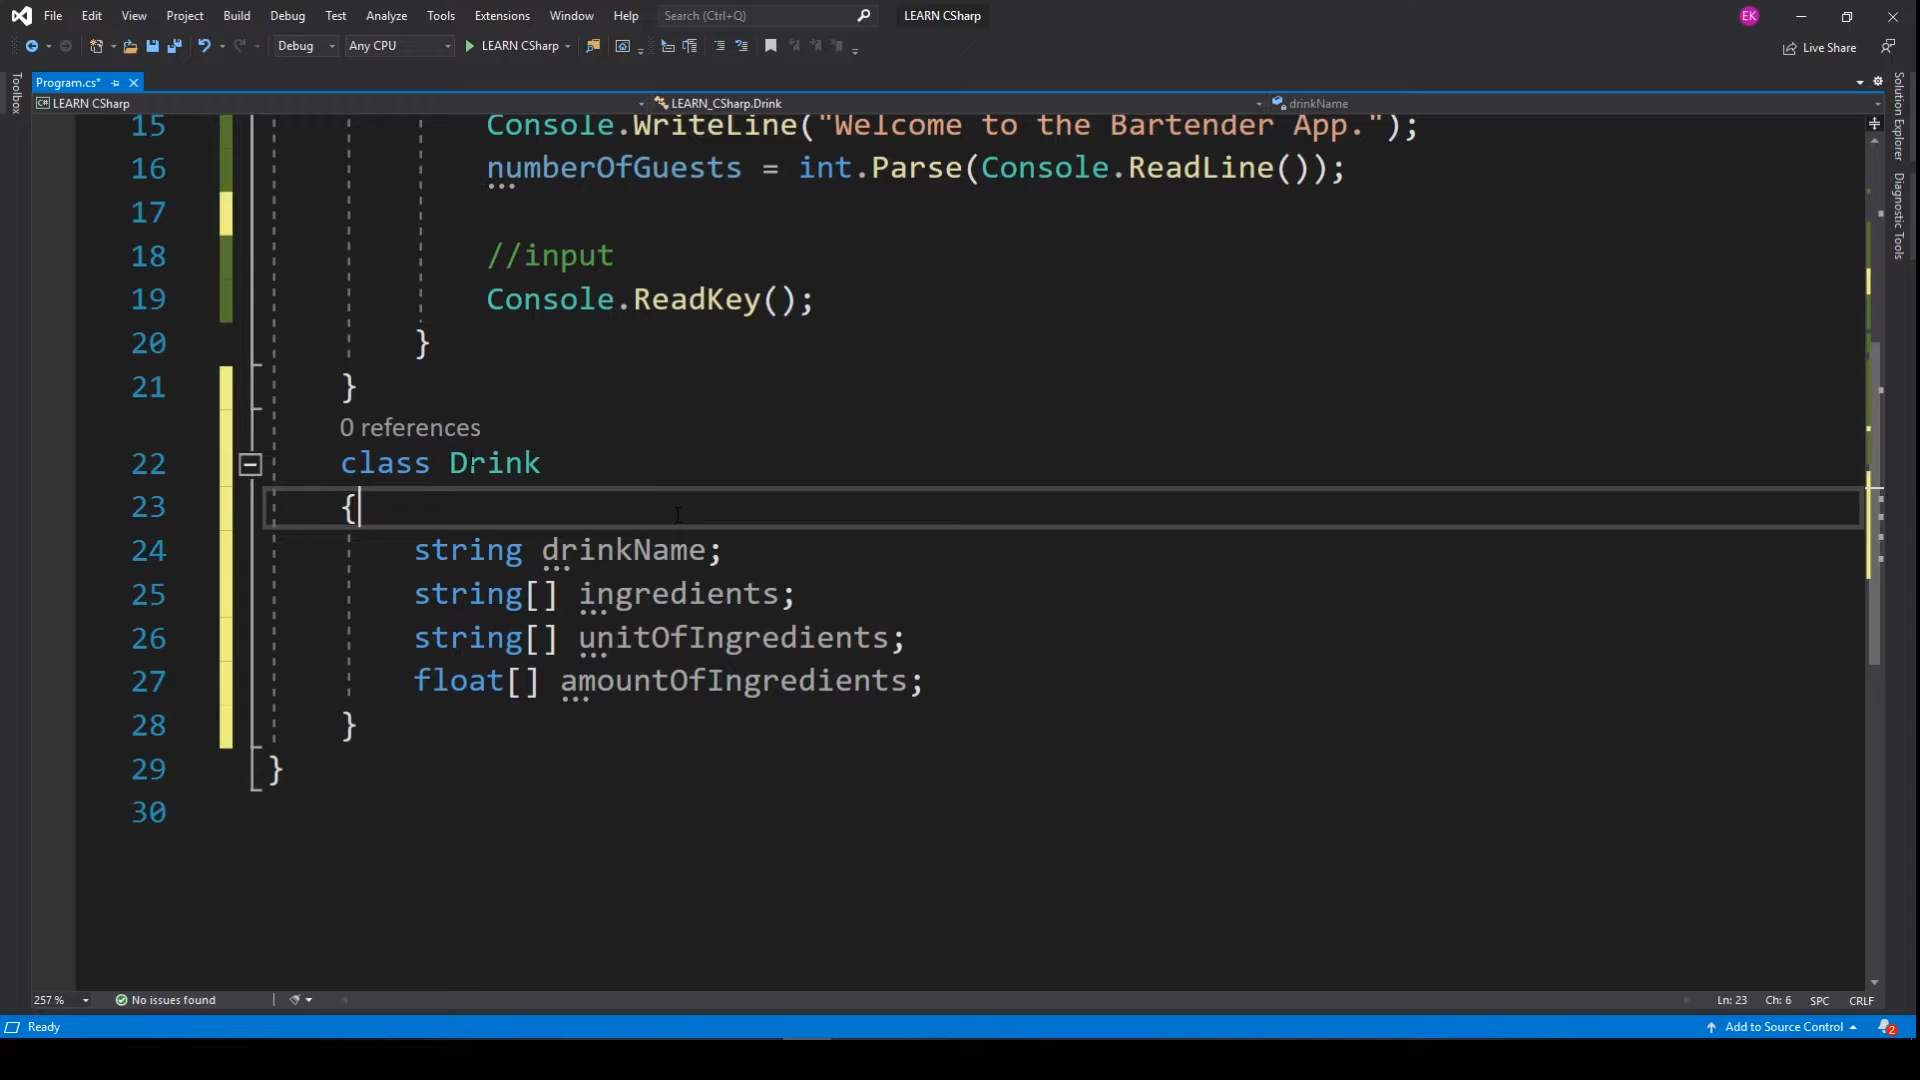 File Edit View Project Build Debug Test Analyze Tools Extensions Window Help Search (Ctrl+Q) LEARN CSharp EK
Debug Any CPU LEARN CSharp Live Share
Program.cs*
LEARN CSharp LEARN_CSharp.Drink drinkName
Toolbox
Solution Explorer
Diagnostic Tools
15 Console.WriteLine("Welcome to the Bartender App.");
16 numberOfGuests = int.Parse(Console.ReadLine());
17
18 //input
19 Console.ReadKey();
20 }
21 }
0 references
22 class Drink
23 {
24 string drinkName;
25 string[] ingredients;
26 string[] unitOfIngredients;
27 float[] amountOfIngredients;
28 }
29 }
30
257 % No issues found Ln: 23 Ch: 6 SPC CRLF
Ready Add to Source Control 2